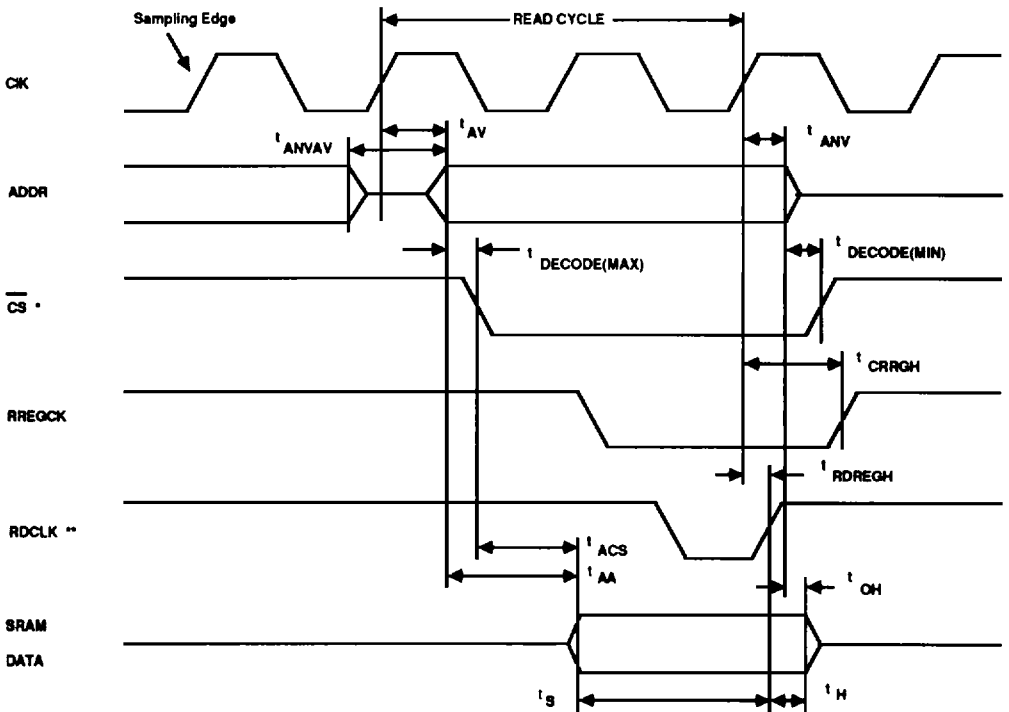 Sampling Edge
READ CYCLE
ClK
t AV
t ANVAV
t ANV
ADDR
t DECODE(MAX)
t DECODE(MIN)
CS *
t CRRGH
RREGCK
t RDREGH
RDCLK **
t ACS
t AA
t OH
SRAM
DATA
t S
t H